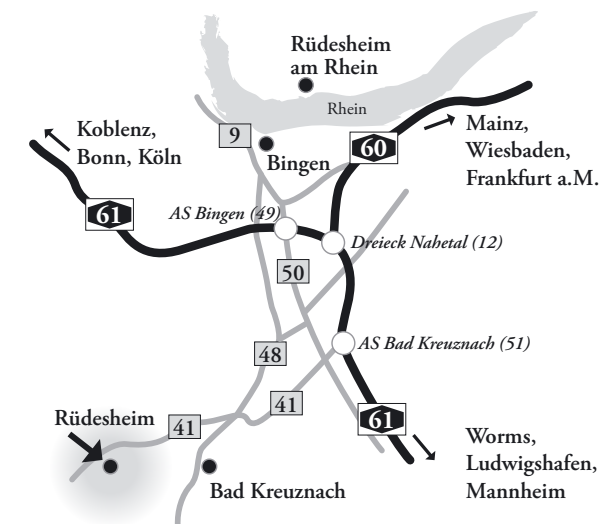 Rüdesheim
am Rhein
Rhein
9
Koblenz,
Bonn, Köln
Bingen
60
Mainz,
Wiesbaden,
Frankfurt a.M.
61
AS Bingen (49)
Dreieck Nahetal (12)
50
AS Bad Kreuznach (51)
48
41
41
61
Rüdesheim
Worms,
Ludwigshafen,
Mannheim
Bad Kreuznach